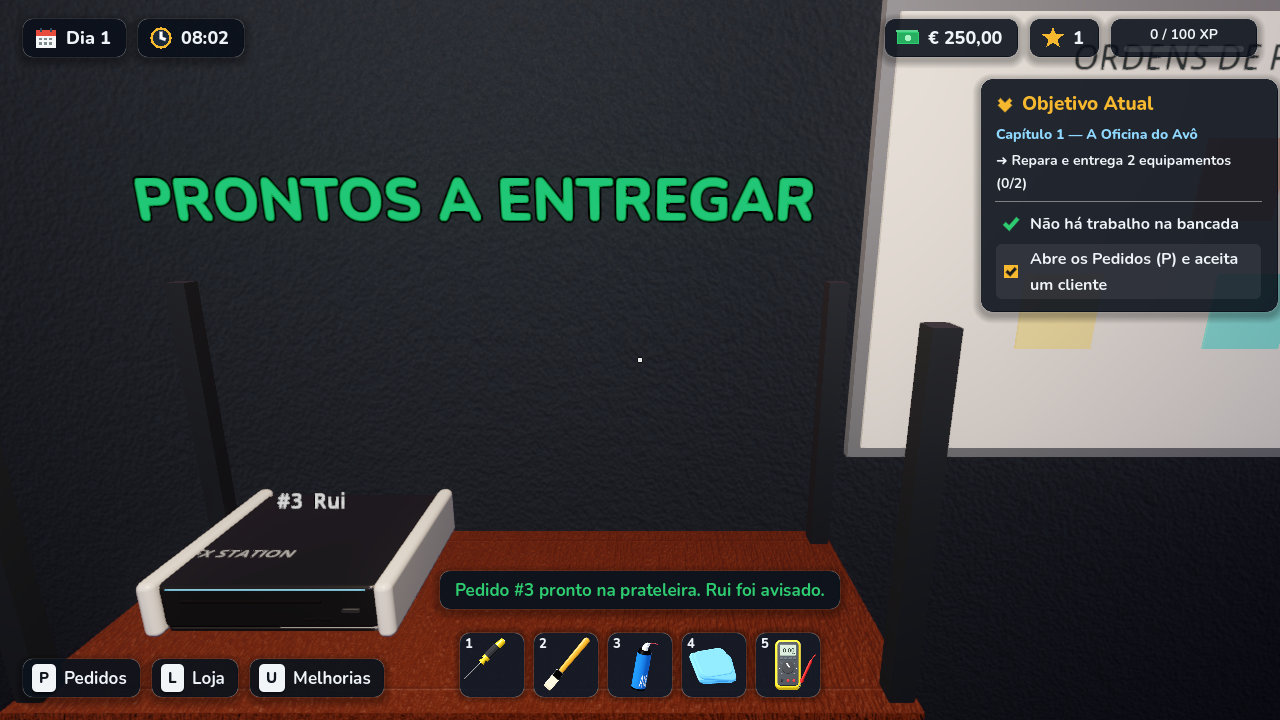 Dia 1
08:02
€ 250,00
1
0 / 100 XP
ORDENS DE
Objetivo Atual
Capítulo 1 — A Oficina do Avô
→ Repara e entrega 2 equipamentos
(0/2)
Não há trabalho na bancada
Abre os Pedidos (P) e aceita
um cliente
PRONTOS A ENTREGAR
#3 Rui
STATION
Pedido #3 pronto na prateleira. Rui foi avisado.
1
2
3
4
5
P Pedidos
L Loja
U Melhorias